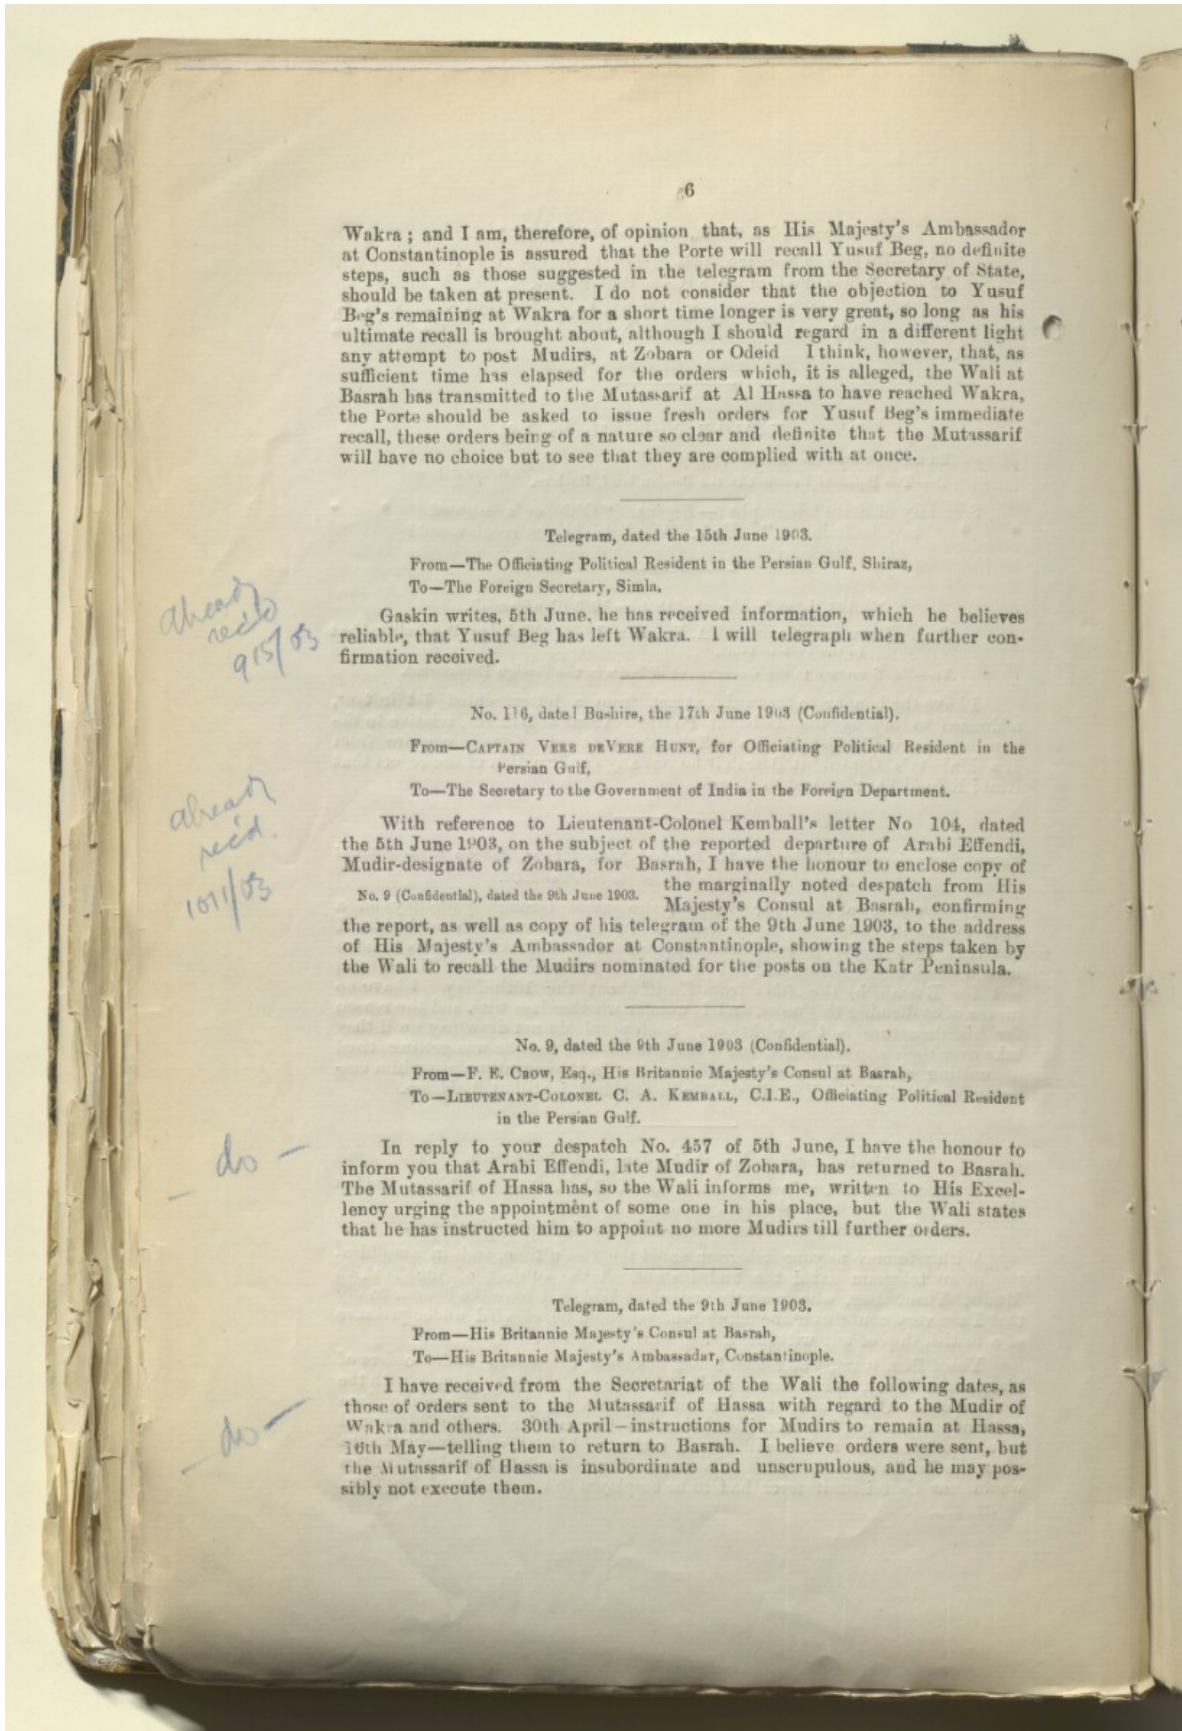 6
Wakra; and I am, therefore, of opinion that, as His Majesty's Ambassador
at Constantinople is assured that the Porte will recall Yusuf Beg, no definite
steps, such as those suggested in the telegram from the Secretary of State,
should be taken at present. I do not consider that the objection to Yusuf
Beg's remaining at Wakra for a short time longer is very great, so long as his
ultimate recall is brought about, although I should regard in a different light
any attempt to post Mudirs, at Zobara or Odeid I think, however, that, as
sufficient time has elapsed for the orders which, it is alleged, the Wali at
Basrah has transmitted to the Mutassarif at Al Hassa to have reached Wakra,
the Porte should be asked to issue fresh orders for Yusuf Beg's immediate
recall, these orders being of a nature so clear and definite that the Mutassarif
will have no choice but to see that they are complied with at once.
Telegram, dated the 15th June 1903.
From—The Officiating Political Resident in the Persian Gulf, Shiraz,
To—The Foreign Secretary, Simla.
already
recd
915/03
Gaskin writes, 5th June, he has received information, which he believes
reliable, that Yusuf Beg has left Wakra. I will telegraph when further con-
firmation received.
No. 116, dated Bushire, the 17th June 1903 (Confidential).
From—CAPTAIN VERE DEVERE HUNT, for Officiating Political Resident in the
Persian Gulf,
To—The Secretary to the Government of India in the Foreign Department.
already
recd.
1011/03
With reference to Lieutenant-Colonel Kemball's letter No 104, dated
the 5th June 1903, on the subject of the reported departure of Arabi Effendi,
Mudir-designate of Zobara, for Basrah, I have the honour to enclose copy of
No. 9 (Confidential), dated the 9th June 1903.
the marginally noted despatch from His
Majesty's Consul at Basrah, confirming
the report, as well as copy of his telegram of the 9th June 1903, to the address
of His Majesty's Ambassador at Constantinople, showing the steps taken by
the Wali to recall the Mudirs nominated for the posts on the Katr Peninsula.
No. 9, dated the 9th June 1903 (Confidential).
From—F. E. CROW, Esq., His Britannic Majesty's Consul at Basrah,
To—LIEUTENANT-COLONEL C. A. KEMBALL, C.I.E., Officiating Political Resident
in the Persian Gulf.
- do -
In reply to your despatch No. 457 of 5th June, I have the honour to
inform you that Arabi Effendi, late Mudir of Zobara, has returned to Basrah.
The Mutassarif of Hassa has, so the Wali informs me, written to His Excel-
lency urging the appointment of some one in his place, but the Wali states
that he has instructed him to appoint no more Mudirs till further orders.
Telegram, dated the 9th June 1903.
From—His Britannic Majesty's Consul at Basrah,
To—His Britannic Majesty's Ambassadar, Constantinople.
- do -
I have received from the Secretariat of the Wali the following dates, as
those of orders sent to the Mutassarif of Hassa with regard to the Mudir of
Wakra and others. 30th April—instructions for Mudirs to remain at Hassa,
16th May—telling them to return to Basrah. I believe orders were sent, but
the Mutassarif of Hassa is insubordinate and unscrupulous, and he may pos-
sibly not execute them.